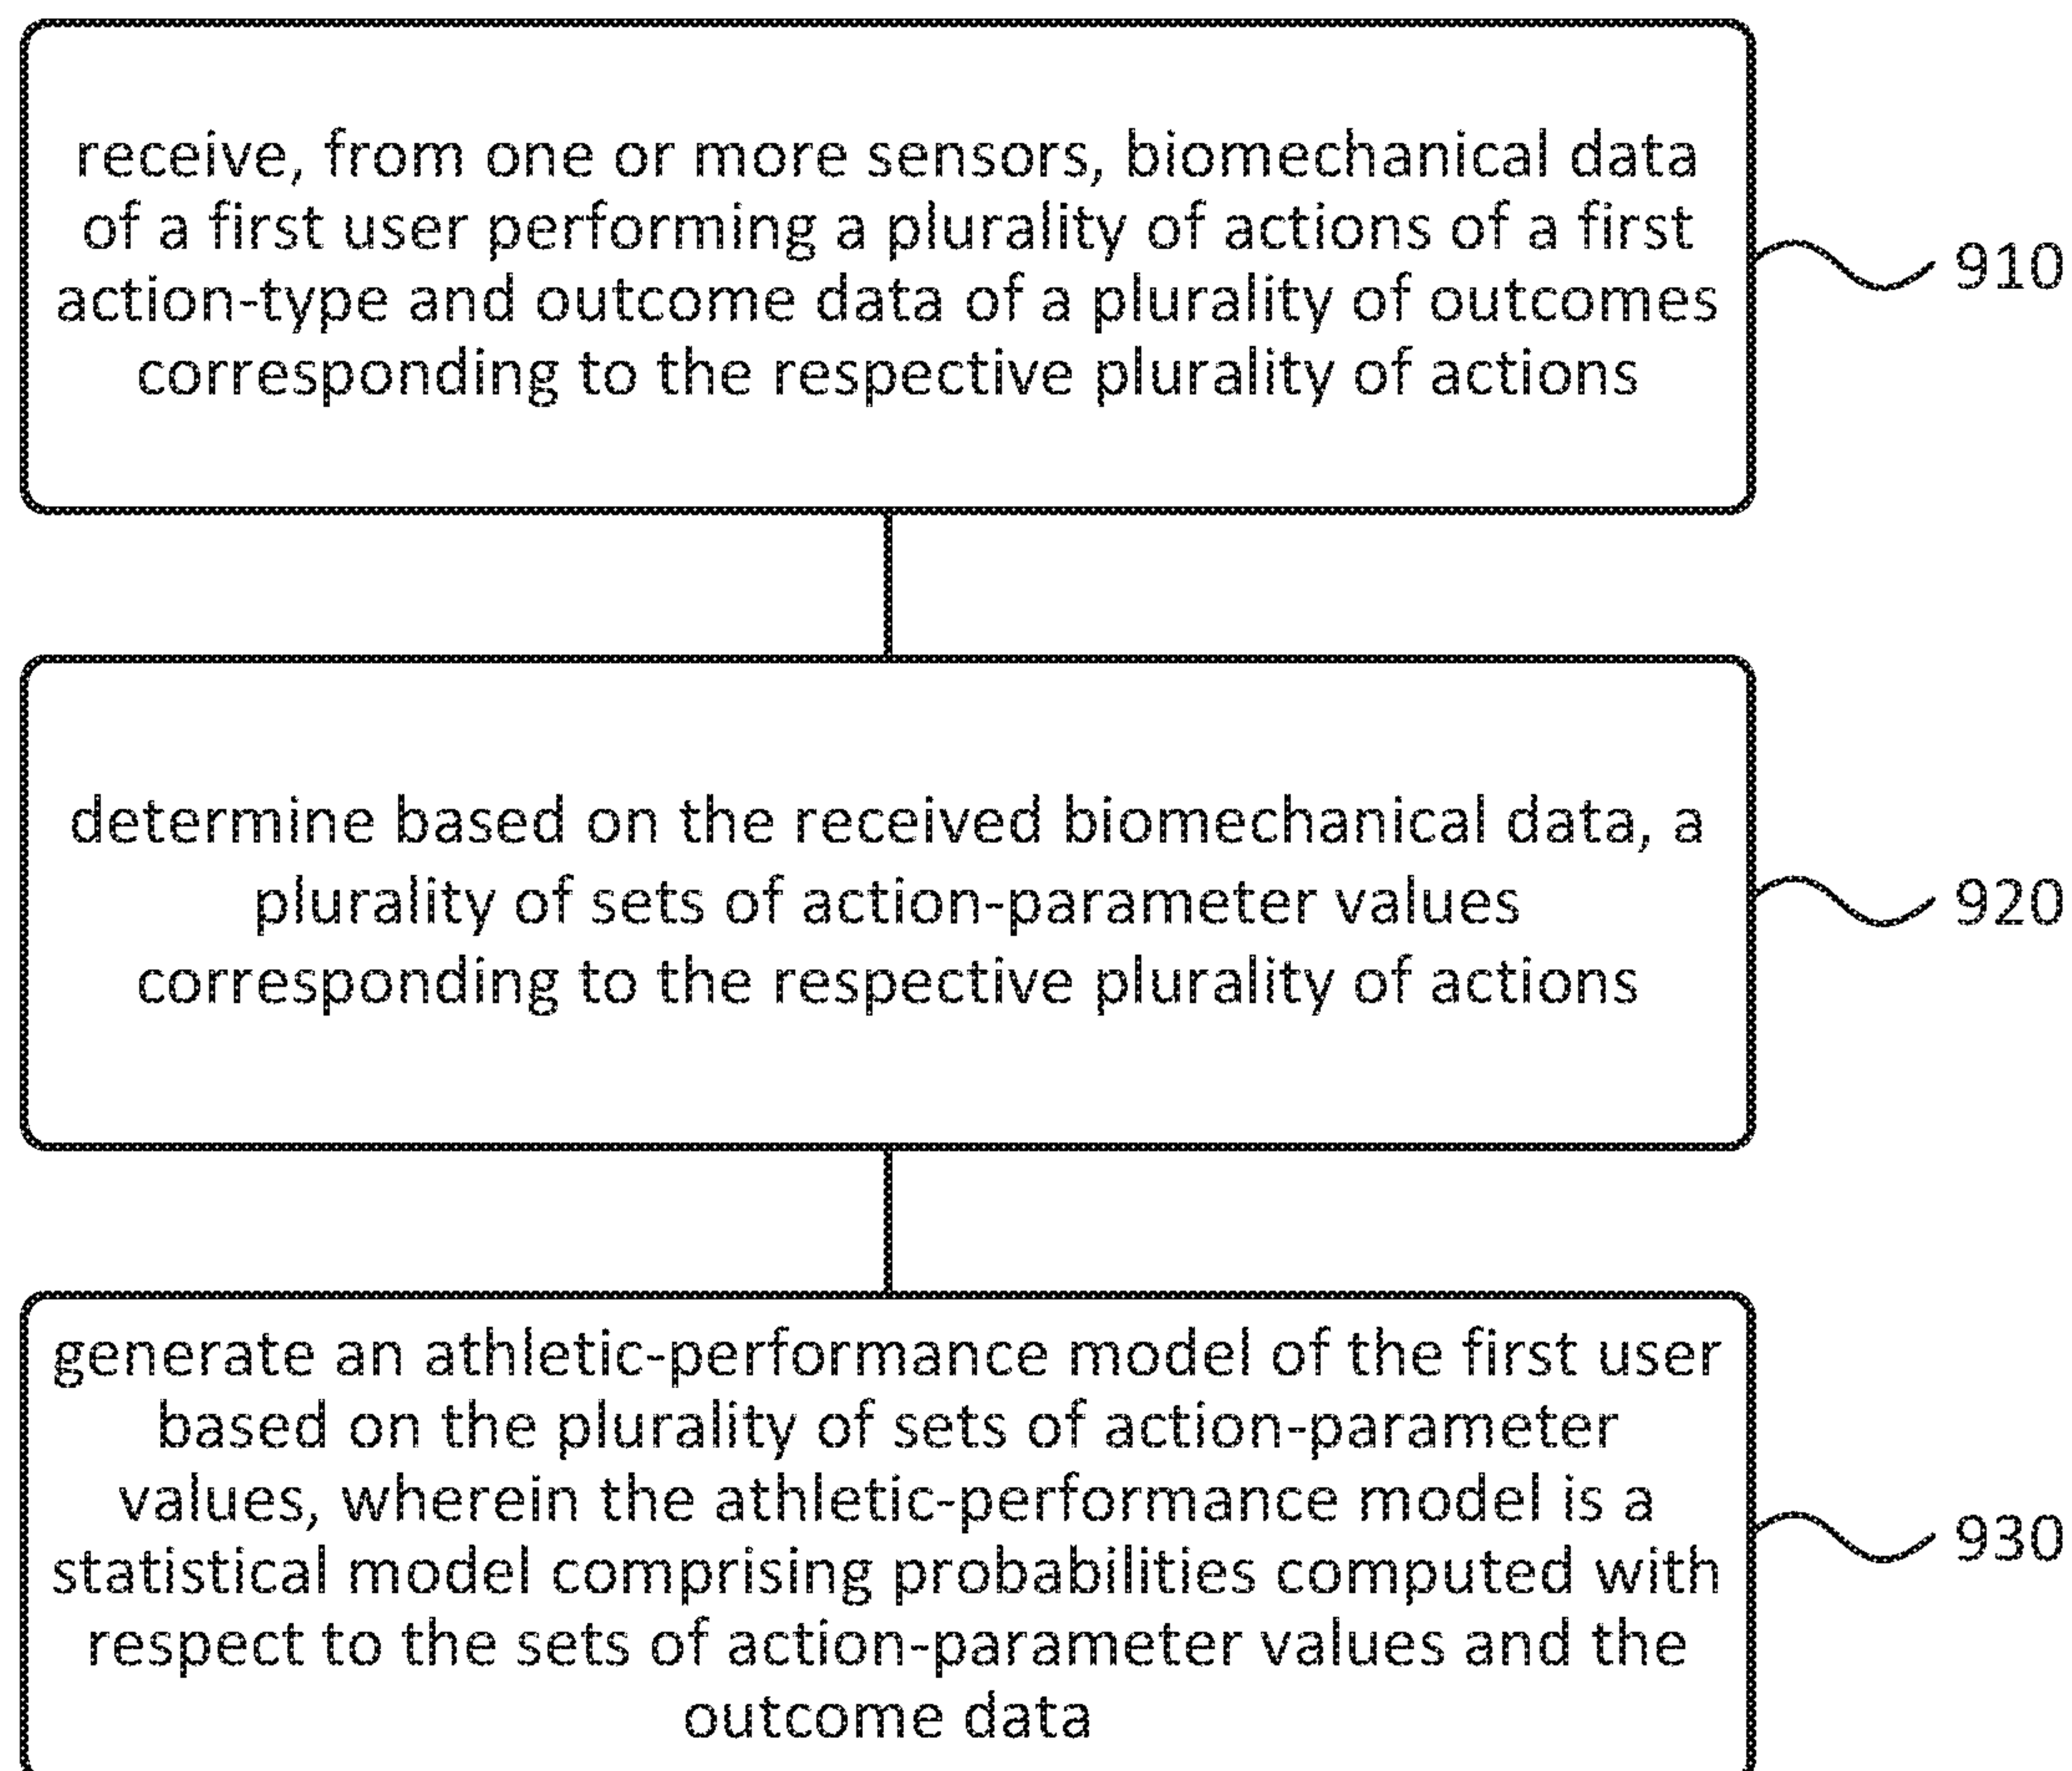 receive, from one or more sensors, biomechanical data
of a first user performing a plurality of actions of a first
action-type and outcome data of a plurality of outcomes
corresponding to the respective plurality of actions
910
determine based on the received biomechanical data, a
plurality of sets of action-parameter values
corresponding to the respective plurality of actions
920
generate an athletic-performance model of the first user
based on the plurality of sets of action-parameter
values, wherein the athletic-performance model is a
statistical model comprising probabilities computed with
respect to the sets of action-parameter values and the
outcome data
930